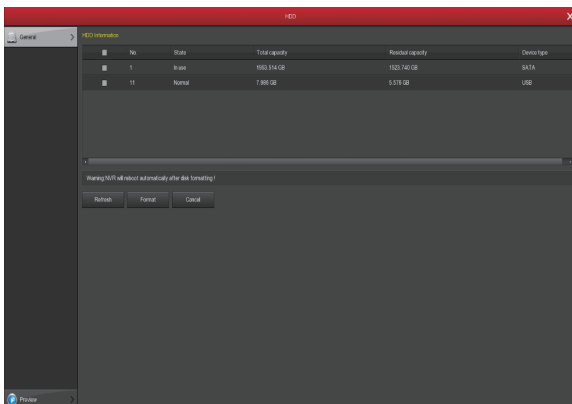 HDD
X
General >
HDD Information
No. State Total capacity Residual capacity Device type
1 In use 1953.514 GB 1523.740 GB SATA
11 Normal 7.988 GB 5.578 GB USB
Warning:NVR will reboot automatically after disk formatting !
Refresh Format Cancel
Preview >